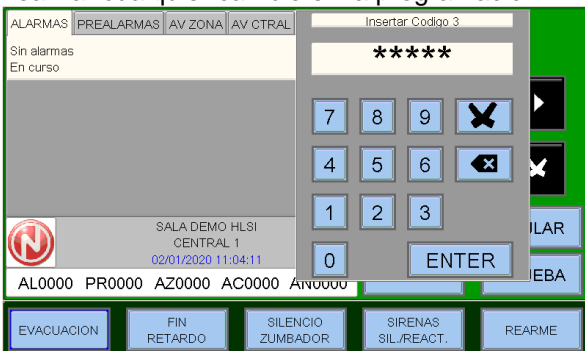 ALARMAS PREALARMAS AV ZONA AV CTRAL
Sin alarmas
En curso
Insertar Codigo 3
*****
7 8 9
4 5 6
1 2 3
0 ENTER
SALA DEMO HLSI
CENTRAL 1
02/01/2020 11:04:11
AL0000 PR0000 AZ0000 AC0000 AN0000
EVACUACION
FIN
RETARDO
SILENCIO
ZUMBADOR
SIRENAS
SIL./REACT.
REARME